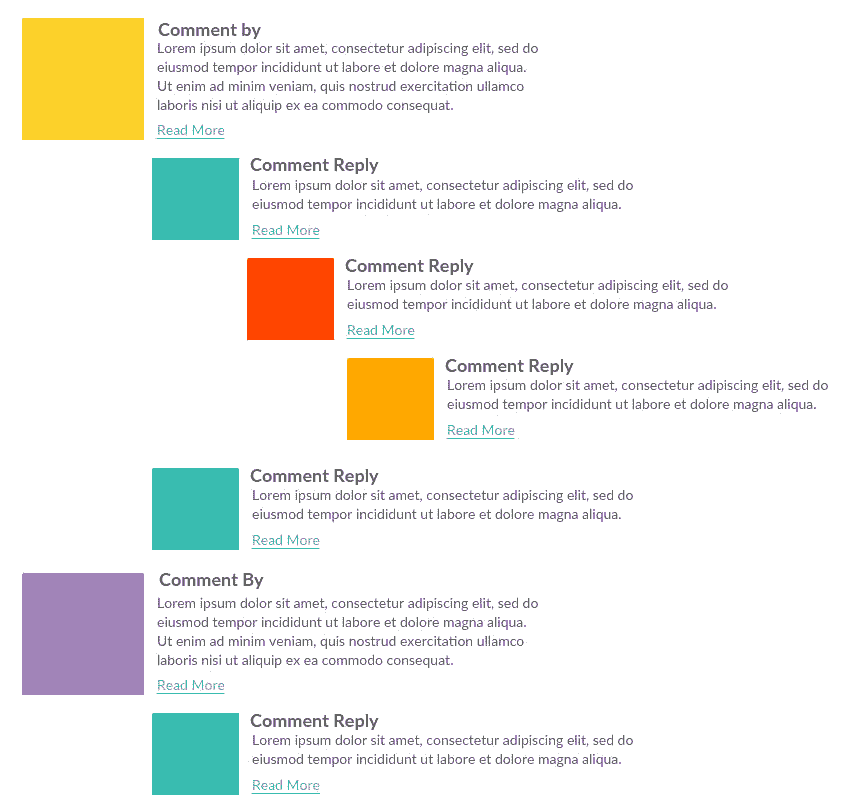 Comment by
Lorem ipsum dolor sit amet, consectetur adipiscing elit, sed do
eiusmod tempor incididunt ut labore et dolore magna aliqua.
Ut enim ad minim veniam, quis nostrud exercitation ullamco
laboris nisi ut aliquip ex ea commodo consequat.
Read More
Comment Reply
Lorem ipsum dolor sit amet, consectetur adipiscing elit, sed do
eiusmod tempor incididunt ut labore et dolore magna aliqua.
Read More
Comment Reply
Lorem ipsum dolor sit amet, consectetur adipiscing elit, sed do
eiusmod tempor incididunt ut labore et dolore magna aliqua.
Read More
Comment Reply
Lorem ipsum dolor sit amet, consectetur adipiscing elit, sed do
eiusmod tempor incididunt ut labore et dolore magna aliqua.
Read More
Comment Reply
Lorem ipsum dolor sit amet, consectetur adipiscing elit, sed do
eiusmod tempor incididunt ut labore et dolore magna aliqua.
Read More
Comment By
Lorem ipsum dolor sit amet, consectetur adipiscing elit, sed do
eiusmod tempor incididunt ut labore et dolore magna aliqua.
Ut enim ad minim veniam, quis nostrud exercitation ullamco
laboris nisi ut aliquip ex ea commodo consequat.
Read More
Comment Reply
Lorem ipsum dolor sit amet, consectetur adipiscing elit, sed do
eiusmod tempor incididunt ut labore et dolore magna aliqua.
Read More